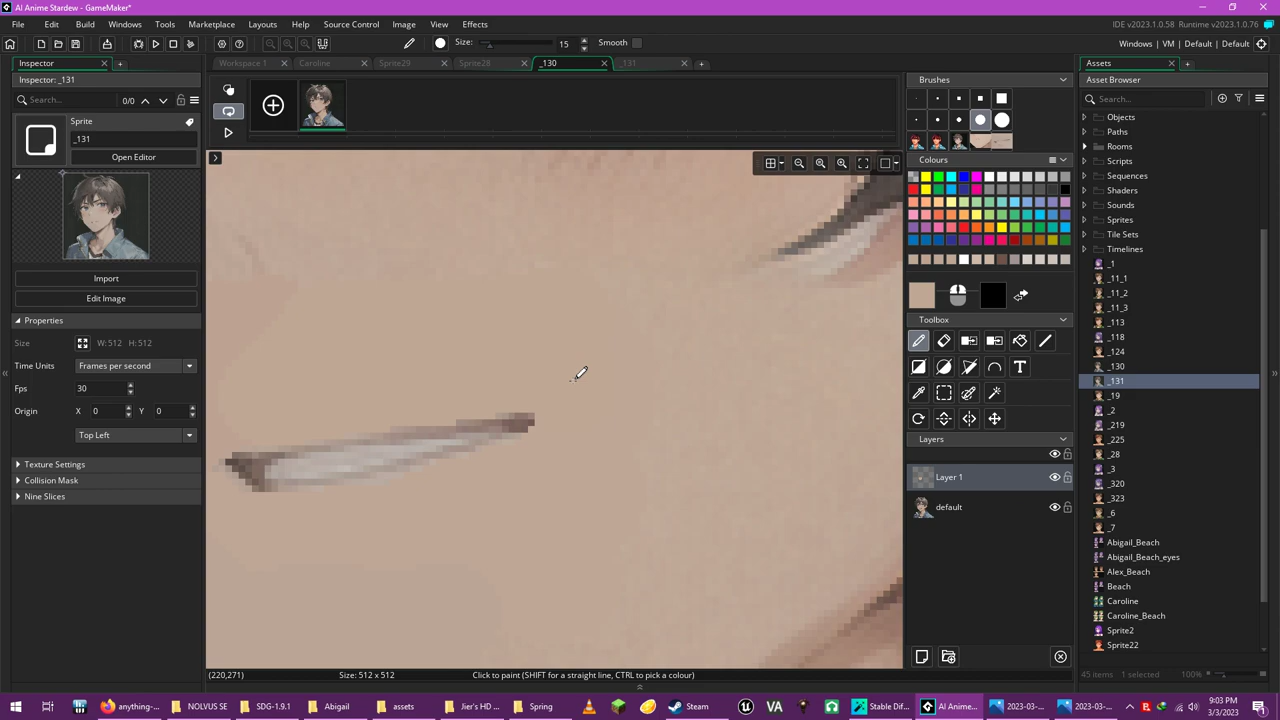 AI Anime Stardew - GameMaker*
File Edit Build Windows Tools Marketplace Layouts Source Control Image View Effects
IDE v2023.1.0.58 Runtime v2023.1.0.76
Size: 15 Smooth
Windows | VM | Default | Default
Inspector
Workspace 1 Caroline Sprite29 Sprite28 _130 _131
Assets
Inspector: _131
Search... 0/0
Sprite
_131
Open Editor
Import
Edit Image
Properties
Size W: 512 H: 512
Time Units Frames per second
Fps 30
Origin X 0 Y 0
Top Left
Texture Settings
Collision Mask
Nine Slices
(220,271) Size: 512 x 512 Click to paint (SHIFT for a straight line, CTRL to pick a colour)
Brushes
Colours
Toolbox
T
Layers
Layer 1
default
Asset Browser
Search...
Objects
Paths
Rooms
Scripts
Sequences
Shaders
Sounds
Sprites
Tile Sets
Timelines
_1
_11_1
_11_2
_11_3
_113
_118
_124
_130
_131
_19
_2
_219
_225
_28
_3
_320
_323
_6
_7
Abigail_Beach
Abigail_Beach_eyes
Alex_Beach
Beach
Caroline
Caroline_Beach
Sprite2
Sprite22
45 items 1 selected 100%
anything-... NOLVUS SE SDG-1.9.1 Abigail assets Jier's HD ... Spring Steam VA Stable Dif... AI Anime... 2023-03-... 2023-03-...
9:03 PM
3/3/2023